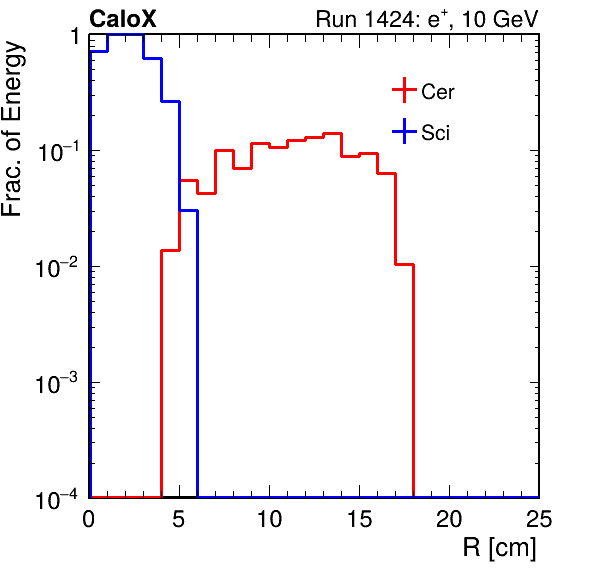 CaloX Run 1424: e⁺, 10 GeV
Frac. of Energy
1
10⁻¹
10⁻²
10⁻³
10⁻⁴
Cer
Sci
0 5 10 15 20 25
R [cm]